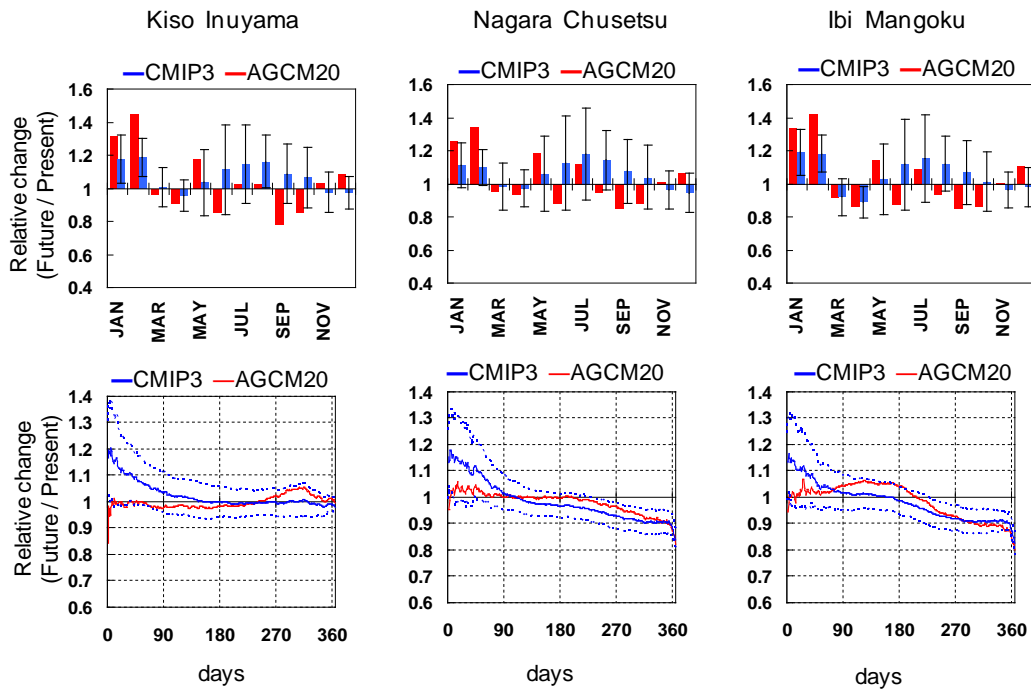 Kiso Inuyama
Nagara Chusetsu
Ibi Mangoku
CMIP3 AGCM20
CMIP3 AGCM20
CMIP3 AGCM20
Relative change
(Future / Present)
1.6
1.4
1.2
1
0.8
0.6
0.4
JAN MAR MAY JUL SEP NOV
1.6
1.4
1.2
1
0.8
0.6
0.4
JAN MAR MAY JUL SEP NOV
1.6
1.4
1.2
1
0.8
0.6
0.4
JAN MAR MAY JUL SEP NOV
CMIP3 AGCM20
CMIP3 AGCM20
CMIP3 AGCM20
Relative change
(Future / Present)
1.4
1.3
1.2
1.1
1
0.9
0.8
0.7
0.6
0 90 180 270 360
days
1.4
1.3
1.2
1.1
1
0.9
0.8
0.7
0.6
0 90 180 270 360
days
1.4
1.3
1.2
1.1
1
0.9
0.8
0.7
0.6
0 90 180 270 360
days